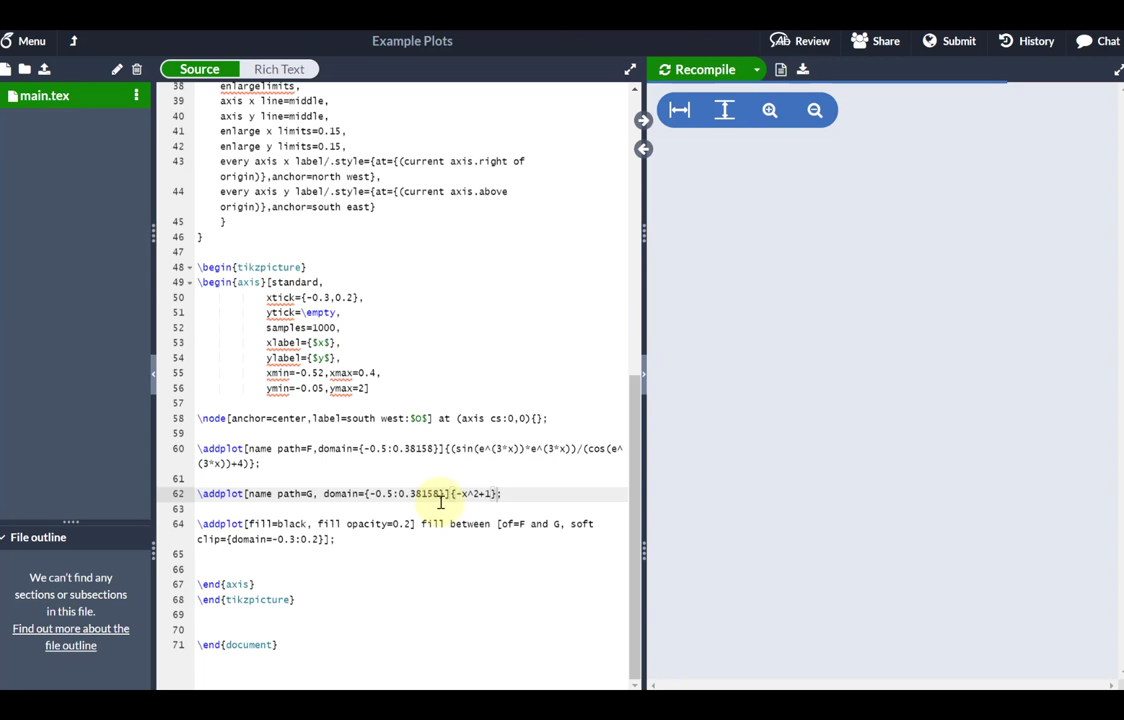 Menu
Example Plots
Review
Share
Submit
History
Chat
Source
Rich Text
Recompile
main.tex
38 enlargelimits,
39 axis x line=middle,
40 axis y line=middle,
41 enlarge x limits=0.15,
42 enlarge y limits=0.15,
43 every axis x label/.style={at={(current axis.right of
origin)},anchor=north west},
44 every axis y label/.style={at={(current axis.above
origin)},anchor=south east}
45 }
46 }
47
48 \begin{tikzpicture}
49 \begin{axis}[standard,
50 xtick={-0.3,0.2},
51 ytick=\empty,
52 samples=1000,
53 xlabel={$x$},
54 ylabel={$y$},
55 xmin=-0.52,xmax=0.4,
56 ymin=-0.05,ymax=2]
57
58 \node[anchor=center,label=south west:$O$] at (axis cs:0,0){};
59
60 \addplot[name path=F,domain={-0.5:0.38158}]{(sin(e^(3*x))*e^(3*x))/(cos(e^
(3*x))+4)};
61
62 \addplot[name path=G, domain={-0.5:0.38158}]{-x^2+1};
63
64 \addplot[fill=black, fill opacity=0.2] fill between [of=F and G, soft
clip={domain=-0.3:0.2}];
65
66
67 \end{axis}
68 \end{tikzpicture}
69
70
71 \end{document}
File outline
We can't find any
sections or subsections
in this file.
Find out more about the
file outline